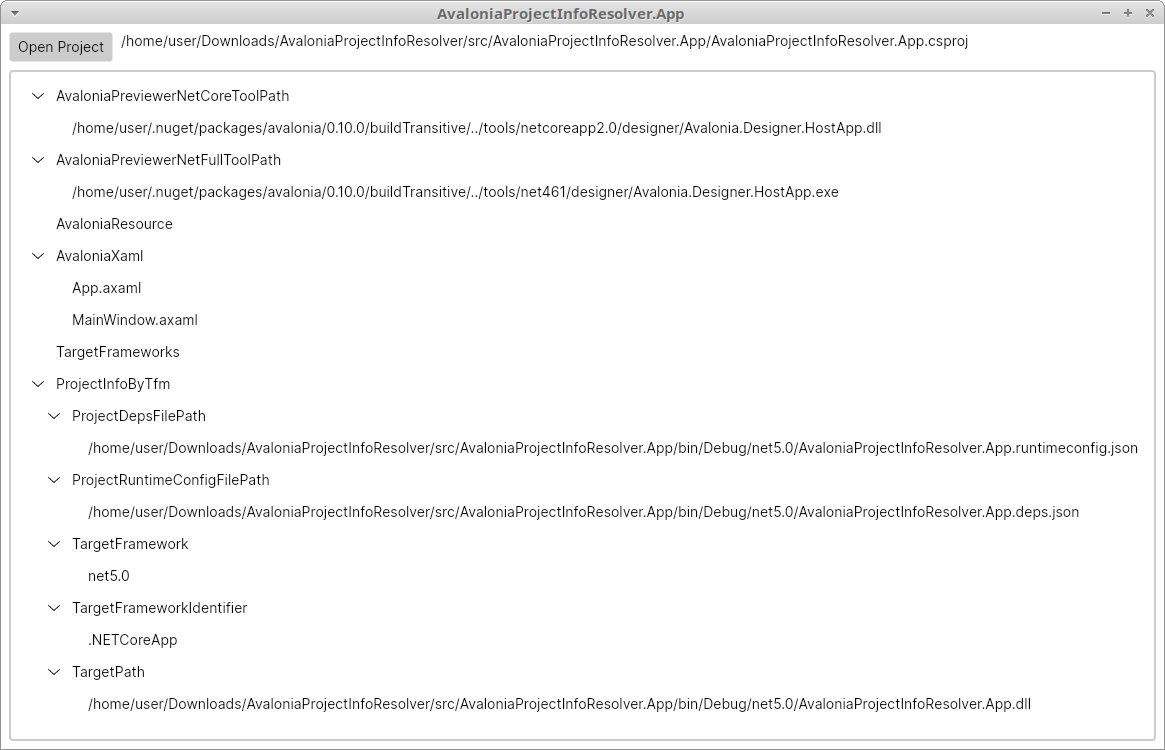 AvaloniaProjectInfoResolver.App
Open Project
/home/user/Downloads/AvaloniaProjectInfoResolver/src/AvaloniaProjectInfoResolver.App/AvaloniaProjectInfoResolver.App.csproj
AvaloniaPreviewerNetCoreToolPath
/home/user/.nuget/packages/avalonia/0.10.0/buildTransitive/../tools/netcoreapp2.0/designer/Avalonia.Designer.HostApp.dll
AvaloniaPreviewerNetFullToolPath
/home/user/.nuget/packages/avalonia/0.10.0/buildTransitive/../tools/net461/designer/Avalonia.Designer.HostApp.exe
AvaloniaResource
AvaloniaXaml
App.axaml
MainWindow.axaml
TargetFrameworks
ProjectInfoByTfm
ProjectDepsFilePath
/home/user/Downloads/AvaloniaProjectInfoResolver/src/AvaloniaProjectInfoResolver.App/bin/Debug/net5.0/AvaloniaProjectInfoResolver.App.runtimeconfig.json
ProjectRuntimeConfigFilePath
/home/user/Downloads/AvaloniaProjectInfoResolver/src/AvaloniaProjectInfoResolver.App/bin/Debug/net5.0/AvaloniaProjectInfoResolver.App.deps.json
TargetFramework
net5.0
TargetFrameworkIdentifier
.NETCoreApp
TargetPath
/home/user/Downloads/AvaloniaProjectInfoResolver/src/AvaloniaProjectInfoResolver.App/bin/Debug/net5.0/AvaloniaProjectInfoResolver.App.dll